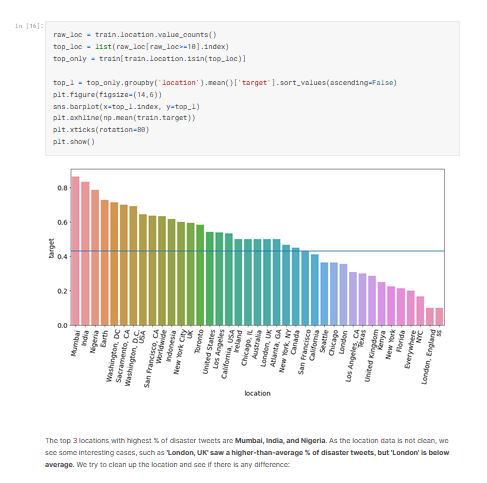 In [16]:
raw_loc = train.location.value_counts()
top_loc = list(raw_loc[raw_loc>=10].index)
top_only = train[train.location.isin(top_loc)]
top_l = top_only.groupby('location').mean()['target'].sort_values(ascending=False)
plt.figure(figsize=(14,6))
sns.barplot(x=top_l.index, y=top_l)
plt.axhline(np.mean(train.target))
plt.xticks(rotation=80)
plt.show()
0.8
0.6
0.4
0.2
0.0
target
Mumbai
India
Nigeria
Earth
Washington, DC
Sacramento, CA
Washington, D.C.
USA
San Francisco, CA
Worldwide
Indonesia
New York City
UK
Toronto
United States
Los Angeles
California, USA
Ireland
Chicago, IL
Australia
London, UK
Atlanta, GA
New York, NY
Canada
San Francisco
California
Seattle
Chicago
London
Los Angeles, CA
Texas
United Kingdom
Kenya
New York
Florida
Everywhere
NYC
London, England
ss
location
The top 3 locations with highest % of disaster tweets are Mumbai, India, and Nigeria. As the location data is not clean, we
see some interesting cases, such as 'London, UK' saw a higher-than-average % of disaster tweets, but 'London' is below
average. We try to clean up the location and see if there is any difference: